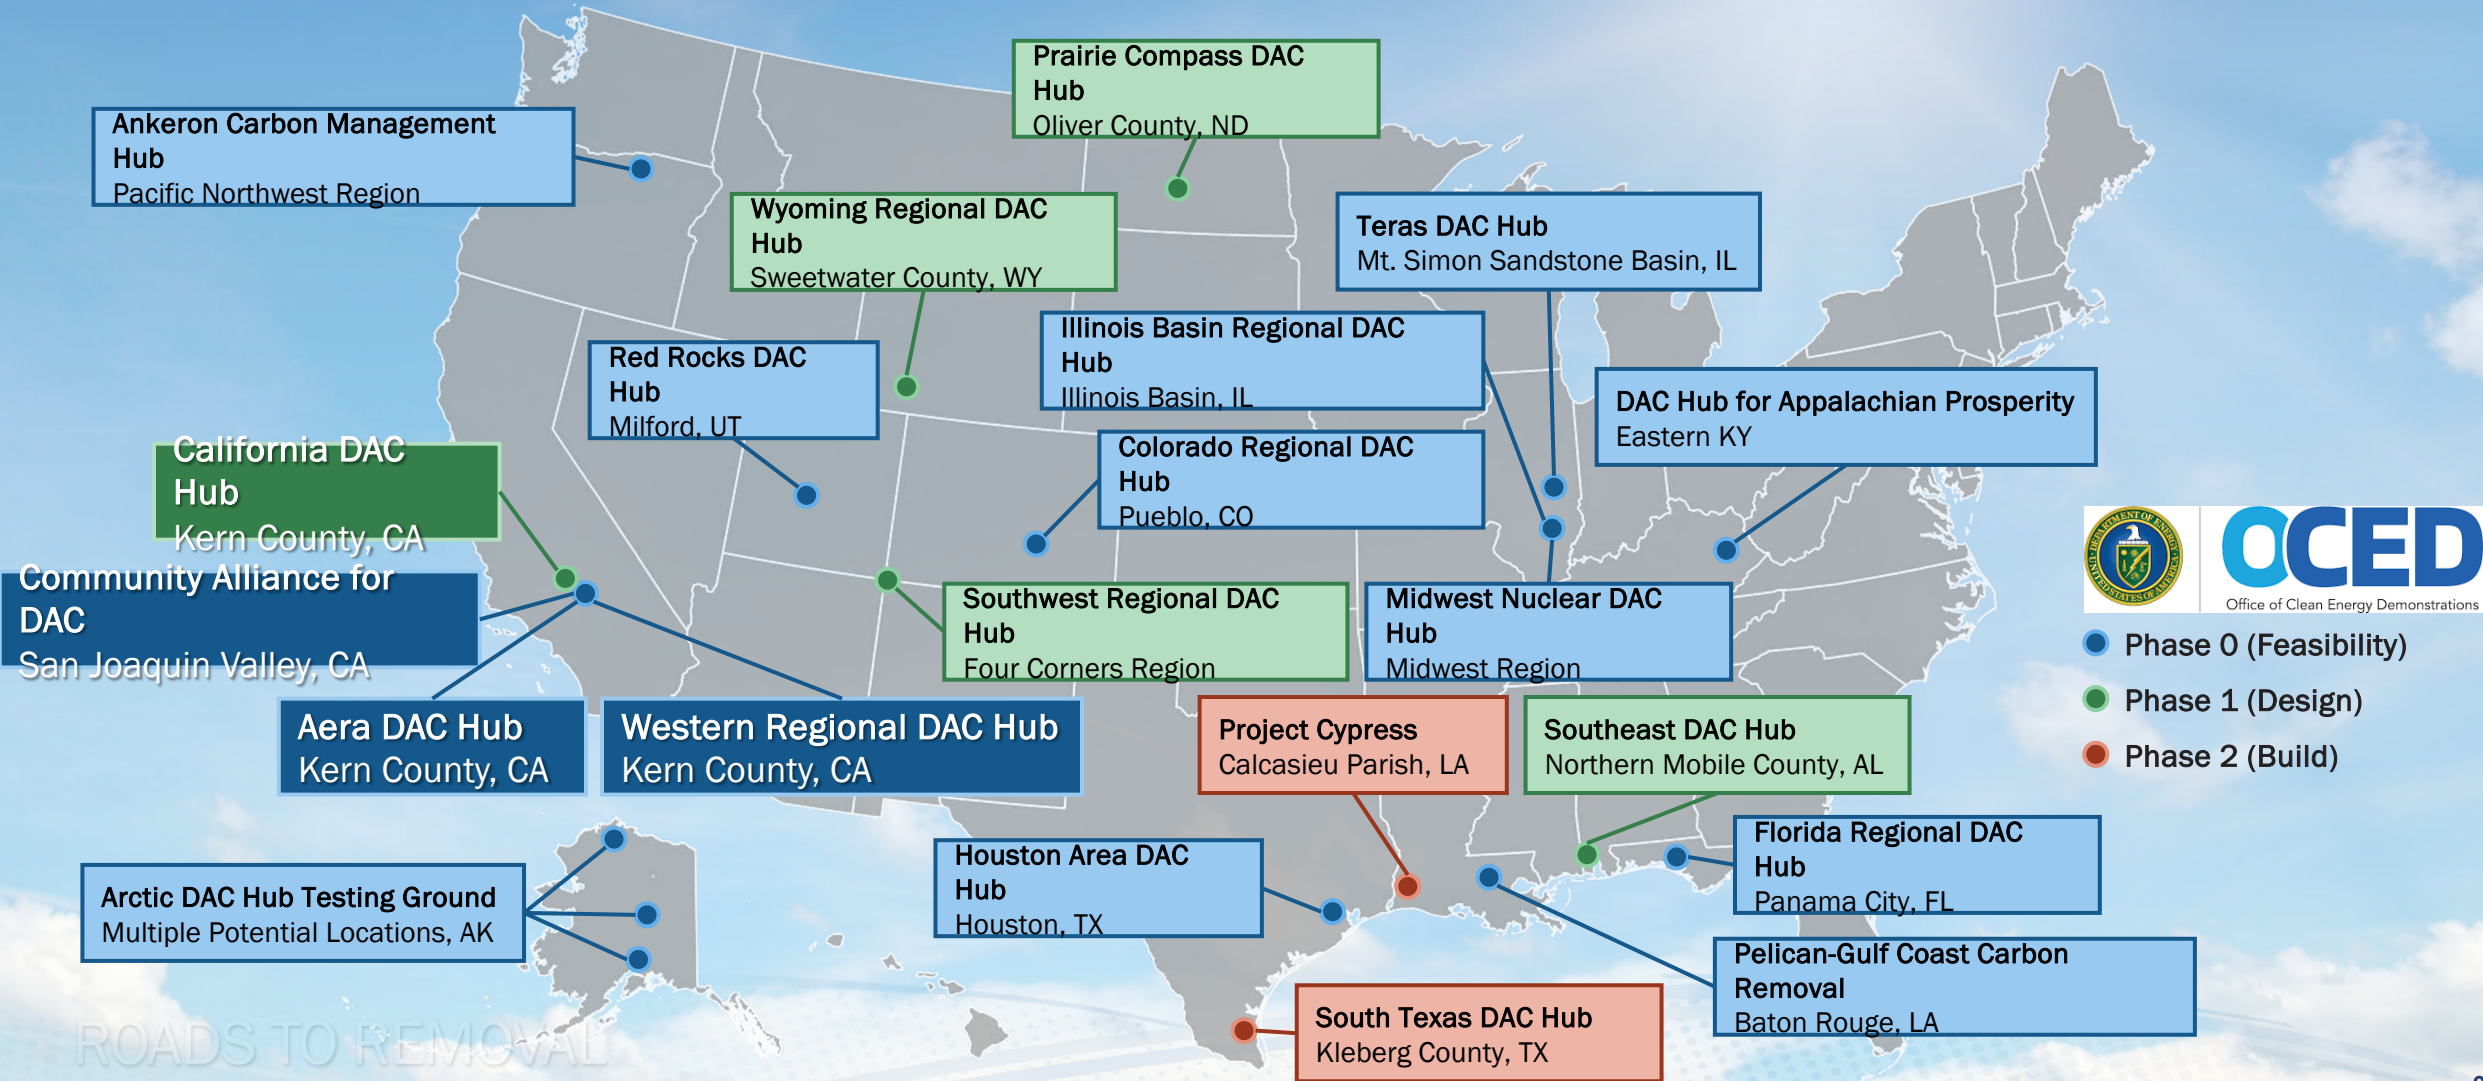 Prairie Compass DAC
Hub
Oliver County, ND
Ankeron Carbon Management
Hub
Pacific Northwest Region
Wyoming Regional DAC
Hub
Sweetwater County, WY
Teras DAC Hub
Mt. Simon Sandstone Basin, IL
Illinois Basin Regional DAC
Hub
Illinois Basin, IL
Red Rocks DAC
Hub
Milford, UT
DAC Hub for Appalachian Prosperity
Eastern KY
California DAC
Hub
Kern County, CA
Colorado Regional DAC
Hub
Pueblo, CO
Community Alliance for
DAC
San Joaquin Valley, CA
Southwest Regional DAC
Hub
Four Corners Region
Midwest Nuclear DAC
Hub
Midwest Region
DEPARTMENT OF ENERGY
UNITED STATES OF AMERICA
OCED
Office of Clean Energy Demonstrations
Phase 0 (Feasibility)
Phase 1 (Design)
Phase 2 (Build)
Aera DAC Hub
Kern County, CA
Western Regional DAC Hub
Kern County, CA
Project Cypress
Calcasieu Parish, LA
Southeast DAC Hub
Northern Mobile County, AL
Florida Regional DAC
Hub
Panama City, FL
Houston Area DAC
Hub
Houston, TX
Arctic DAC Hub Testing Ground
Multiple Potential Locations, AK
Pelican-Gulf Coast Carbon
Removal
Baton Rouge, LA
South Texas DAC Hub
Kleberg County, TX
ROADS TO REMOVAL